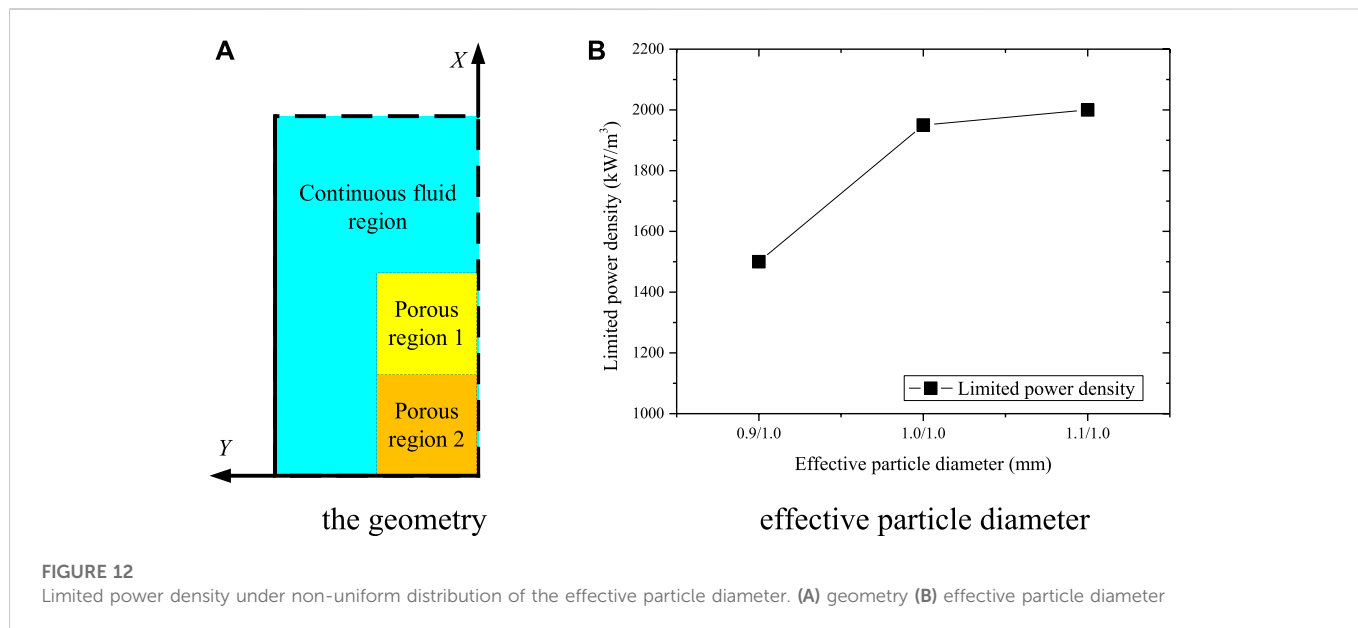 A
X
Continuous fluid
region
Porous
region 1
Porous
region 2
Y
the geometry
B
Limited power density (kW/m³)
2200
2000
1800
1600
1400
1200
1000
Limited power density
0.9/1.0
1.0/1.0
1.1/1.0
Effective particle diameter (mm)
effective particle diameter
FIGURE 12
Limited power density under non-uniform distribution of the effective particle diameter. (A) geometry (B) effective particle diameter